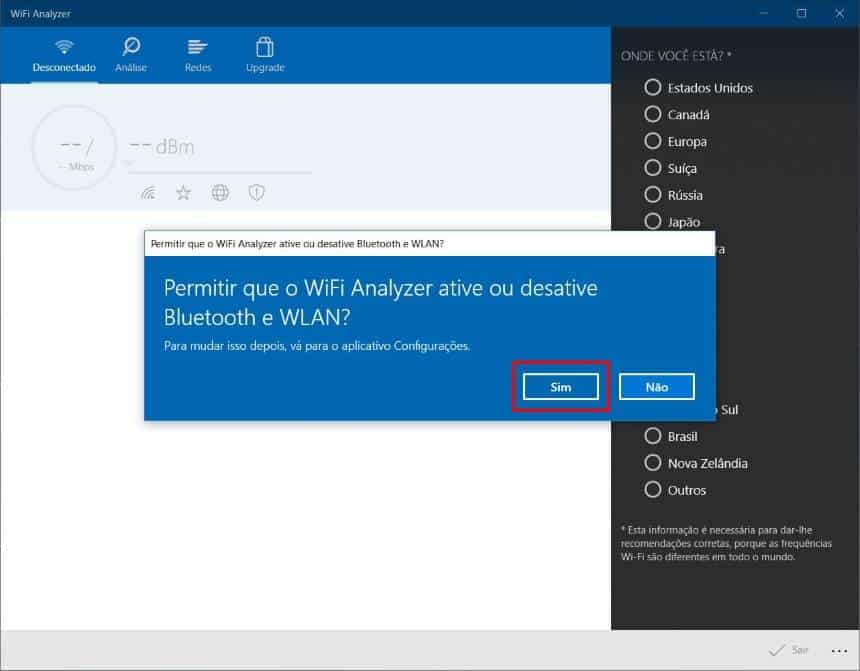 WiFi Analyzer
Desconectado
Análise
Redes
Upgrade
-- /
-- Mbps
-- dBm
ONDE VOCÊ ESTÁ? *
Estados Unidos
Canadá
Europa
Suíça
Rússia
Japão
ra
Permitir que o WiFi Analyzer ative ou desative Bluetooth e WLAN?
Permitir que o WiFi Analyzer ative ou desative
Bluetooth e WLAN?
Para mudar isso depois, vá para o aplicativo Configurações.
Sim
Não
o Sul
Brasil
Nova Zelândia
Outros
* Esta informação é necessária para dar-lhe
recomendações corretas, porque as frequências
Wi-Fi são diferentes em todo o mundo.
Sair